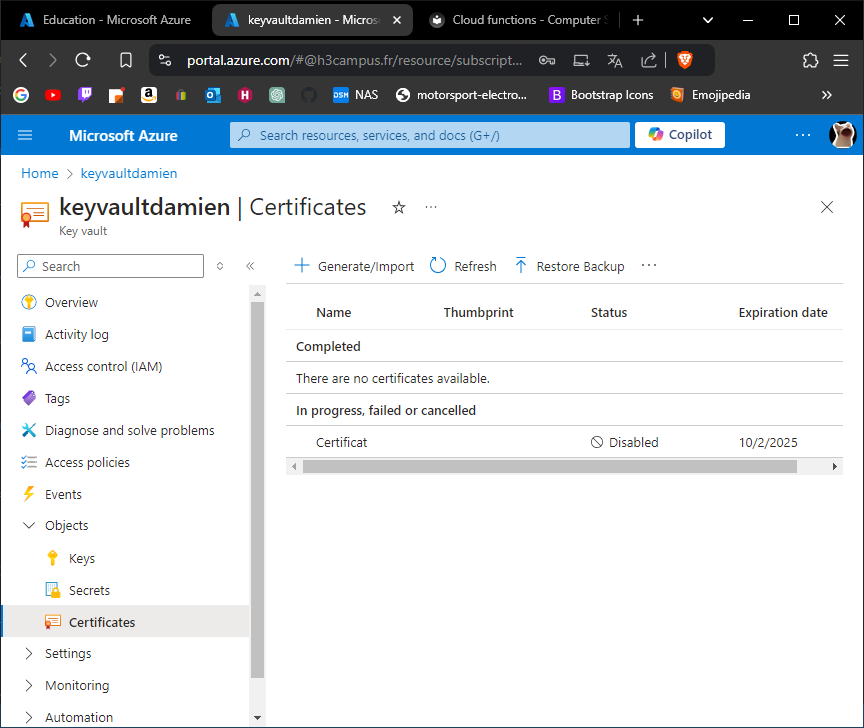 Education - Microsoft Azure
keyvaultdamien - Micros
Cloud functions - Computer S
portal.azure.com/#@h3campus.fr/resource/subscript...
NAS
motorsport-electro...
Bootstrap Icons
Emojipedia
Microsoft Azure
Search resources, services, and docs (G+/)
Copilot
Home > keyvaultdamien
keyvaultdamien | Certificates
Key vault
Search
Generate/Import
Refresh
Restore Backup
Overview
Activity log
Access control (IAM)
Tags
Diagnose and solve problems
Access policies
Events
Objects
Keys
Secrets
Certificates
Settings
Monitoring
Automation
Name Thumbprint Status Expiration date
Completed
There are no certificates available.
In progress, failed or cancelled
Certificat Disabled 10/2/2025